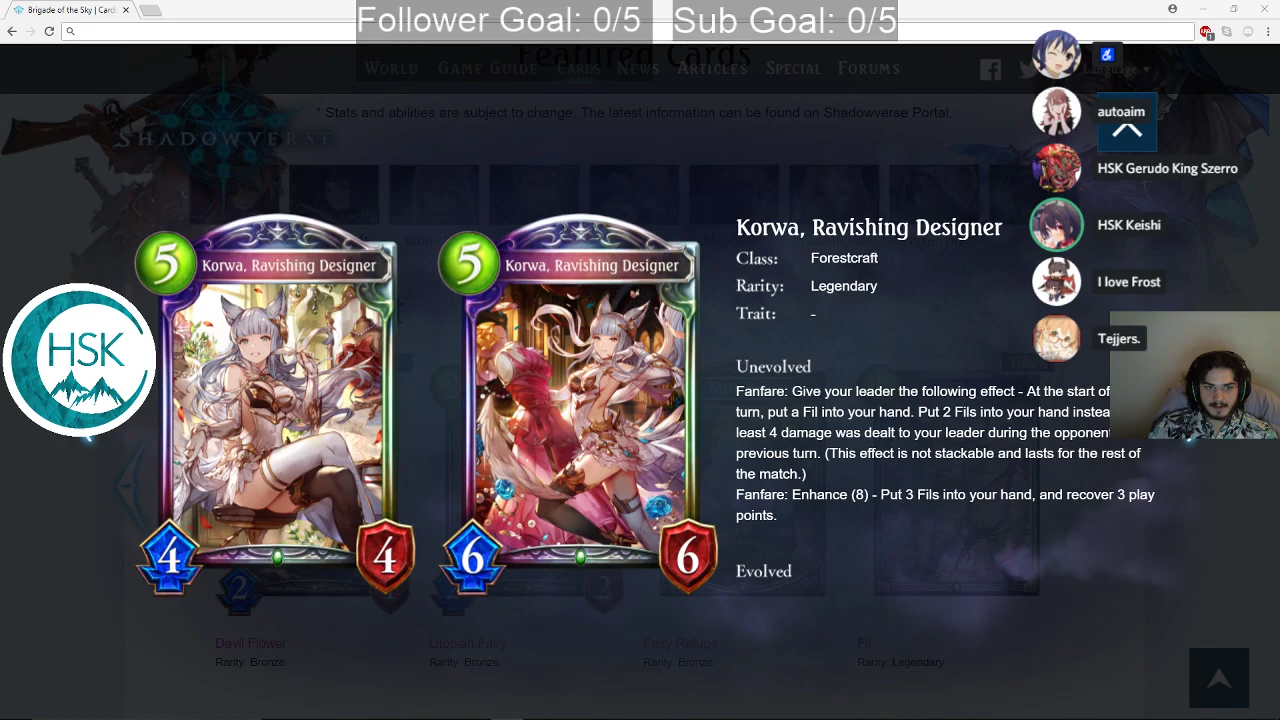 Brigade of the Sky | Card
Follower Goal: 0/5
Sub Goal: 0/5
Featured Cards
World
Game Guide
Cards
News
Articles
Special
Forums
Language
* Stats and abilities are subject to change. The latest information can be found on Shadowverse Portal.
SHADOWVERSE
autoaim
HSK Gerudo King Szerro
HSK Keishi
I love Frost
Tejjers.
HSK
5
Korwa, Ravishing Designer
4
4
5
Korwa, Ravishing Designer
6
6
Korwa, Ravishing Designer
Class: Forestcraft
Rarity: Legendary
Trait: -
Unevolved
Fanfare: Give your leader the following effect - At the start of
turn, put a Fil into your hand. Put 2 Fils into your hand instea
least 4 damage was dealt to your leader during the opponent
previous turn. (This effect is not stackable and lasts for the rest of
the match.)
Fanfare: Enhance (8) - Put 3 Fils into your hand, and recover 3 play
points.
Evolved
2
2
2
Devil Flower
Rarity: Bronze
Utopian Fairy
Rarity: Bronze
Fairy Refuge
Rarity: Bronze
Fil
Rarity: Legendary